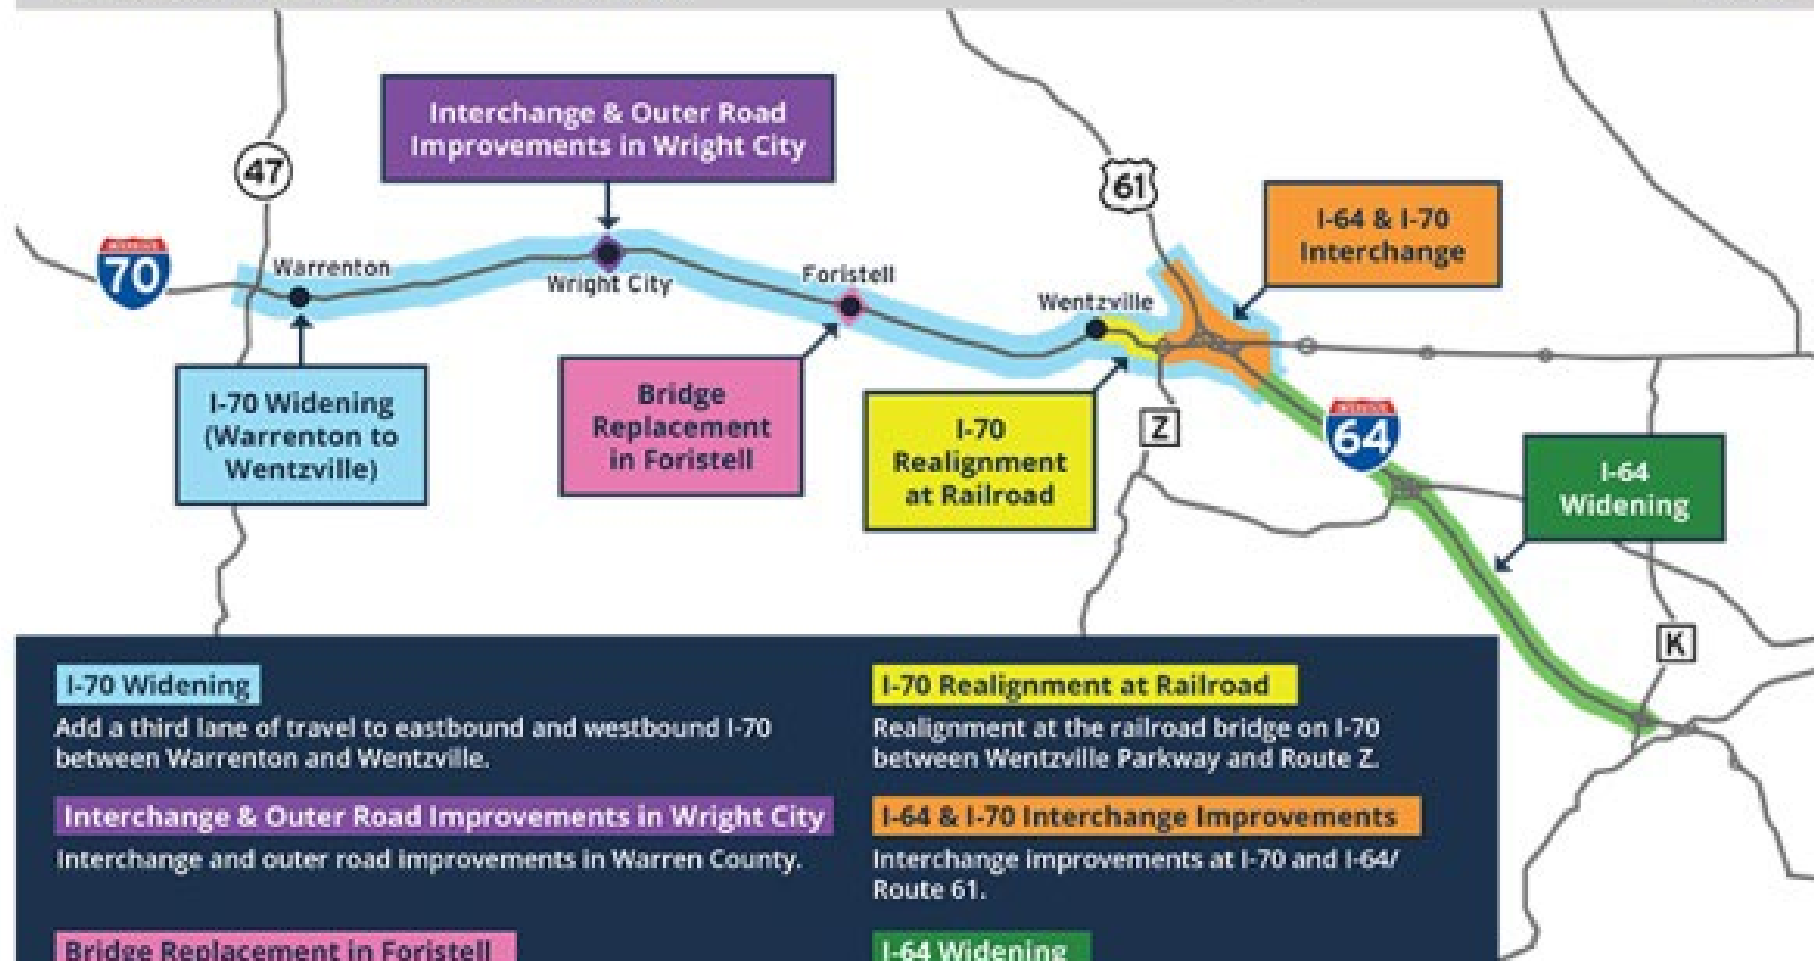 Interchange & Outer Road
Improvements in Wright City
47
61
I-64 & I-70
Interchange
70
Warrenton
Wright City
Foristell
Wentzville
I-70 Widening
(Warrenton to
Wentzville)
Bridge
Replacement
in Foristell
I-70
Realignment
at Railroad
Z
64
I-64
Widening
K
I-70 Widening
Add a third lane of travel to eastbound and westbound I-70
between Warrenton and Wentzville.
Interchange & Outer Road Improvements in Wright City
Interchange and outer road improvements in Warren County.
Bridge Replacement in Foristell
I-70 Realignment at Railroad
Realignment at the railroad bridge on I-70
between Wentzville Parkway and Route Z.
I-64 & I-70 Interchange Improvements
Interchange improvements at I-70 and I-64/
Route 61.
I-64 Widening